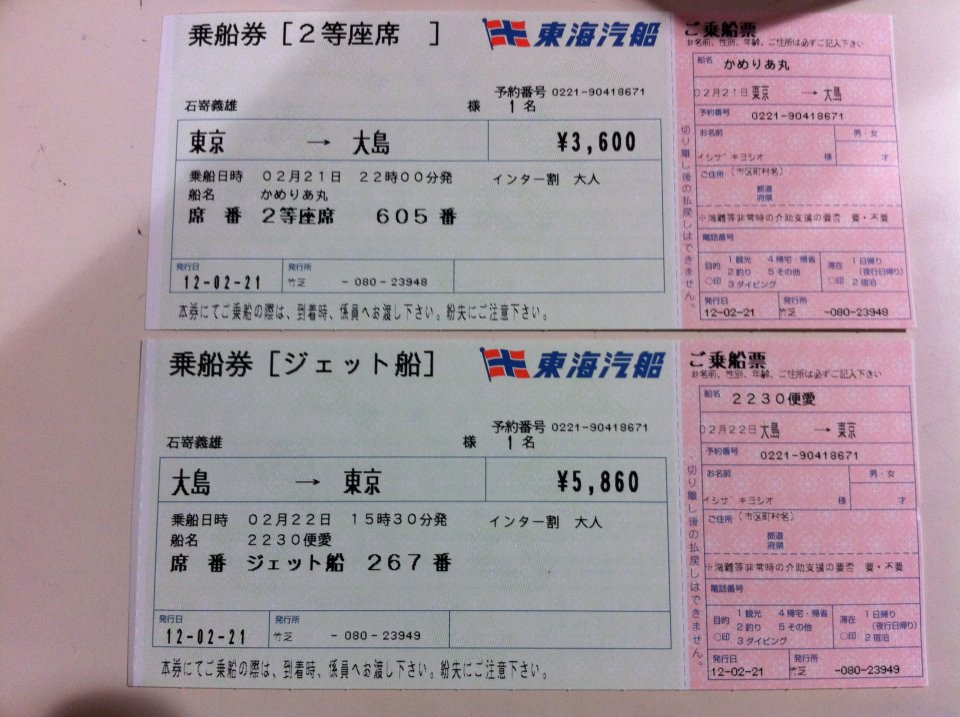 乗船券［２等座席　］
東海汽船
予約番号 0221-90418671
石嵜義雄 様 １名
東京 → 大島 ¥3,600
乗船日時 ０２月２１日 ２２時００分発 インター割 大人
船名 かめりあ丸
席 番 ２等座席 ６０５番
発行日 発行所
12-02-21 竹芝 -080-23948
本券にてご乗船の際は、到着時、係員へお渡し下さい。紛失にご注意下さい。
切り離し後の払戻しはできません。
ご乗船票
お名前、性別、年齢、ご住所は必ずご記入下さい
船名 かめりあ丸
02月21日 東京 → 大島
予約番号 0221-90418671
お名前 男・女
イシザキヨシオ 様 才
ご住所 （市区町村名）
都道
府県
※海難等非常時の介助支援の要否 要・不要
電話番号
目的 １観光 ４帰宅・帰省 滞在 １日帰り
２釣り ５その他 （夜行日帰り）
○印 ３ダイビング ○印 ２宿泊
発行日 発行所
12-02-21 竹芝 -080-23948
乗船券［ジェット船］
東海汽船
予約番号 0221-90418671
石嵜義雄 様 １名
大島 → 東京 ¥5,860
乗船日時 ０２月２２日 １５時３０分発 インター割 大人
船名 ２２３０便愛
席 番 ジェット船 ２６７番
発行日 発行所
12-02-21 竹芝 -080-23949
本券にてご乗船の際は、到着時、係員へお渡し下さい。紛失にご注意下さい。
切り離し後の払戻しはできません。
ご乗船票
お名前、性別、年齢、ご住所は必ずご記入下さい
船名 ２２３０便愛
02月22日 大島 → 東京
予約番号 0221-90418671
お名前 男・女
イシザキヨシオ 様 才
ご住所 （市区町村名）
都道
府県
※海難等非常時の介助支援の要否 要・不要
電話番号
目的 １観光 ４帰宅・帰省 滞在 １日帰り
２釣り ５その他 （夜行日帰り）
○印 ３ダイビング ○印 ２宿泊
発行日 発行所
12-02-21 竹芝 -080-23949